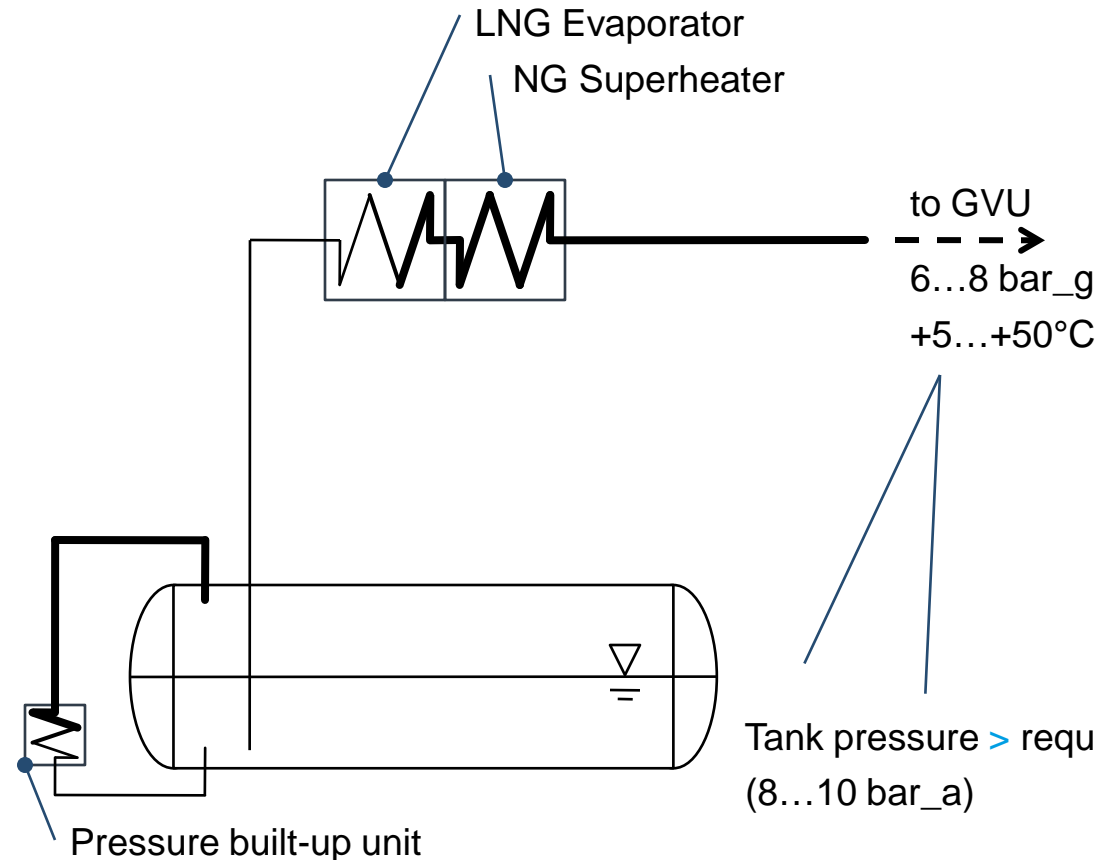 LNG Evaporator
NG Superheater
to GVU
6…8 bar_g
+5…+50°C
Tank pressure > requ
(8…10 bar_a)
Pressure built-up unit